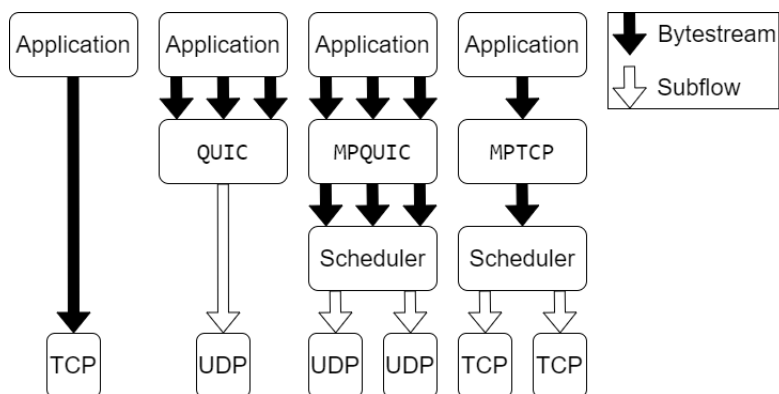 Application Application Application Application
Bytestream
Subflow
QUIC MPQUIC MPTCP
Scheduler Scheduler
TCP UDP UDP UDP TCP TCP